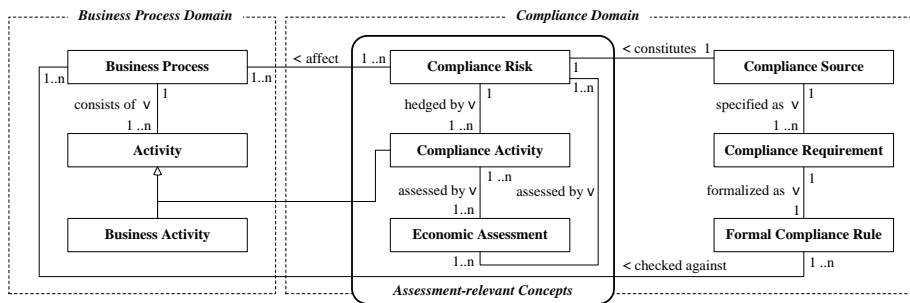 Business Process Domain
Compliance Domain
Business Process
1..n
1..n
< affect
1 ..n
Compliance Risk
1
1..n
< constitutes
1
Compliance Source
consists of v
1
1 ..n
hedged by v
1
1..n
specified as v
1
1..n
Activity
Compliance Activity
Compliance Requirement
assessed by v
1 ..n
1..n
assessed by v
formalized as v
1
1
Business Activity
Economic Assessment
Formal Compliance Rule
1..n
< checked against
1 ..n
Assessment-relevant Concepts